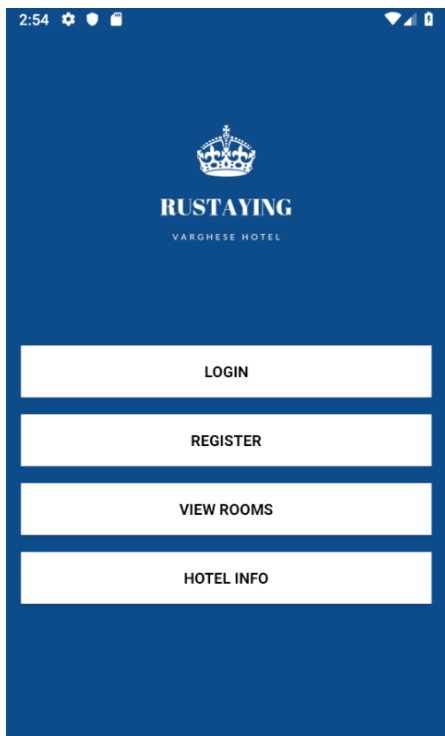 2:54
RUSTAYING
VARGHESE HOTEL
LOGIN
REGISTER
VIEW ROOMS
HOTEL INFO